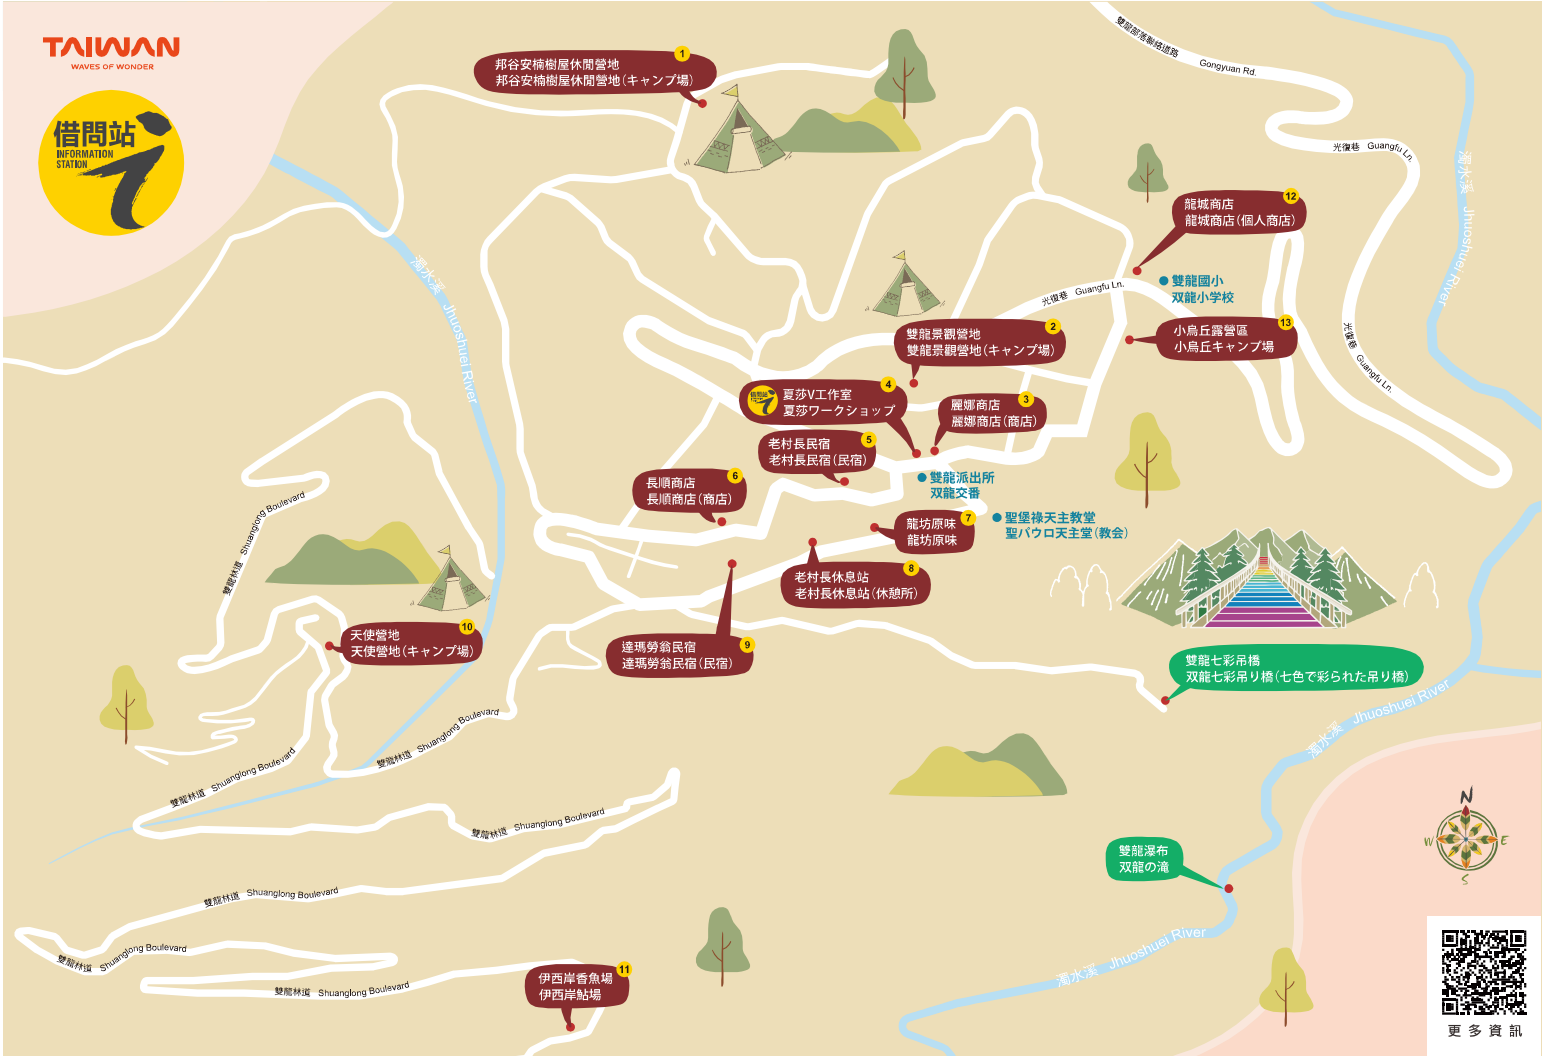 TAIWAN
WAVES OF WONDER
借問站
INFORMATION
STATION
1
邦谷安楠樹屋休閒營地
邦谷安楠樹屋休閒營地(キャンプ場)
雙龍部落聯絡道路 Gongyuan Rd.
光復巷 Guangfu Ln.
濁水溪 Jhuoshuei River
12
龍城商店
龍城商店(個人商店)
雙龍國小
双龍小学校
濁水溪 Jhuoshuei River
光復巷 Guangfu Ln.
13
小烏丘露營區
小烏丘キャンプ場
光復巷 Guangfu Ln.
2
雙龍景觀營地
雙龍景觀營地(キャンプ場)
借問站
4
夏莎V工作室
夏莎ワークショップ
3
麗娜商店
麗娜商店(商店)
5
老村長民宿
老村長民宿(民宿)
6
長順商店
長順商店(商店)
雙龍派出所
双龍交番
7
龍坊原味
龍坊原味
聖堡祿天主教堂
聖パウロ天主堂(教会)
雙龍林道 Shuanglong Boulevard
8
老村長休息站
老村長休息站(休憩所)
10
天使營地
天使營地(キャンプ場)
9
達瑪勞翁民宿
達瑪勞翁民宿(民宿)
雙龍七彩吊橋
双龍七彩吊り橋(七色で彩られた吊り橋)
濁水溪 Jhuoshuei River
雙龍林道 Shuanglong Boulevard
雙龍林道 Shuanglong Boulevard
雙龍林道 Shuanglong Boulevard
N
W
E
S
雙龍瀑布
双龍の滝
雙龍林道 Shuanglong Boulevard
雙龍林道 Shuanglong Boulevard
濁水溪 Jhuoshuei River
雙龍林道 Shuanglong Boulevard
11
伊西岸香魚場
伊西岸鮎場
更多資訊